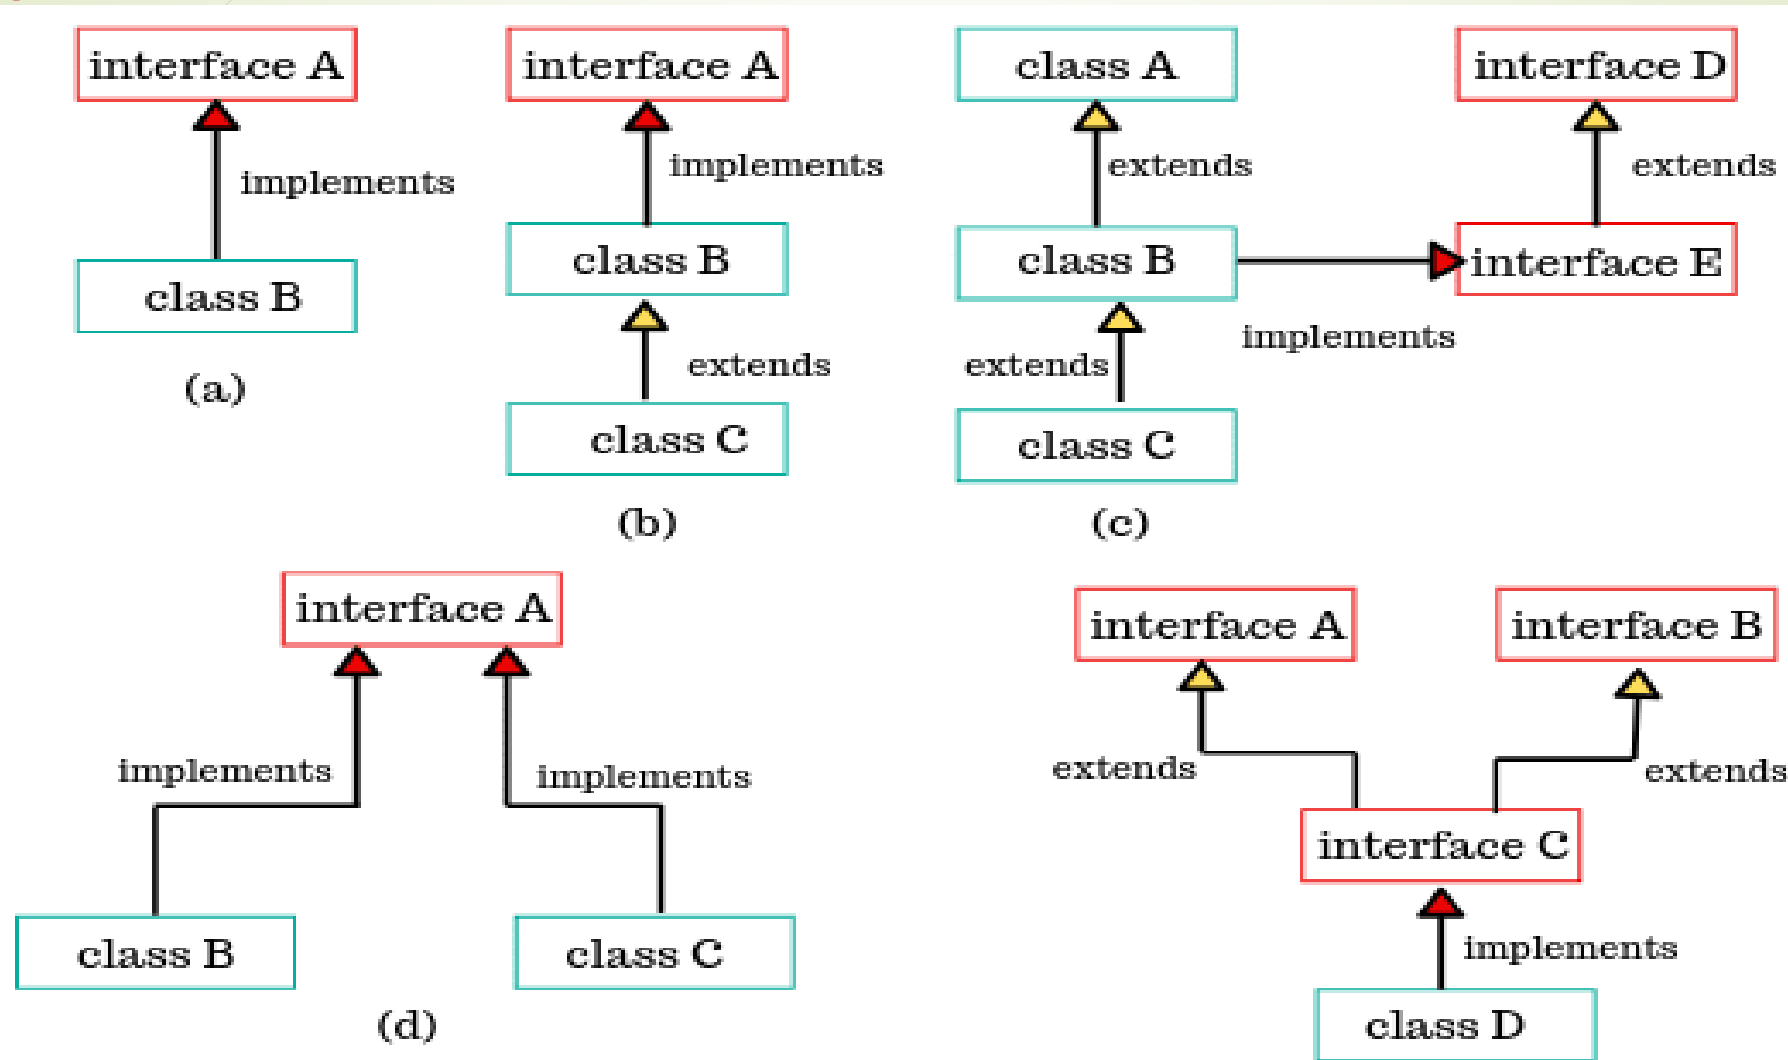 interface A
implements
class B
(a)
interface A
implements
class B
extends
class C
(b)
class A
extends
class B
extends
class C
implements
interface D
extends
interface E
(c)
interface A
implements
implements
class B
class C
(d)
interface A
interface B
extends
extends
interface C
implements
class D